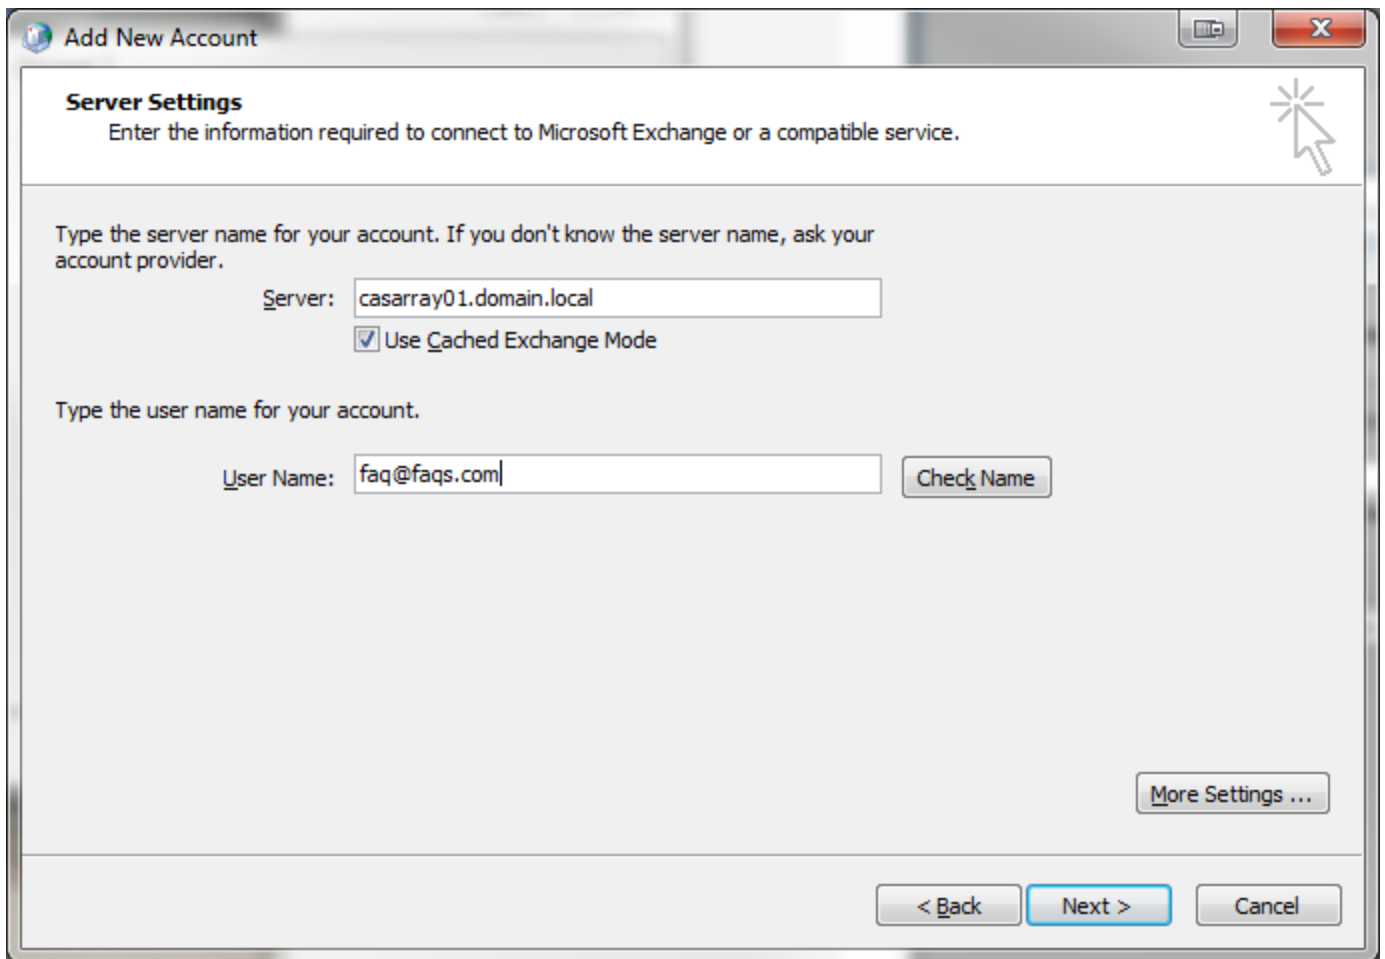 Add New Account
Server Settings
Enter the information required to connect to Microsoft Exchange or a compatible service.
Type the server name for your account. If you don't know the server name, ask your
account provider.
Server: casarray01.domain.local
Use Cached Exchange Mode
Type the user name for your account.
User Name: faq@faqs.com Check Name
More Settings ...
< Back Next > Cancel